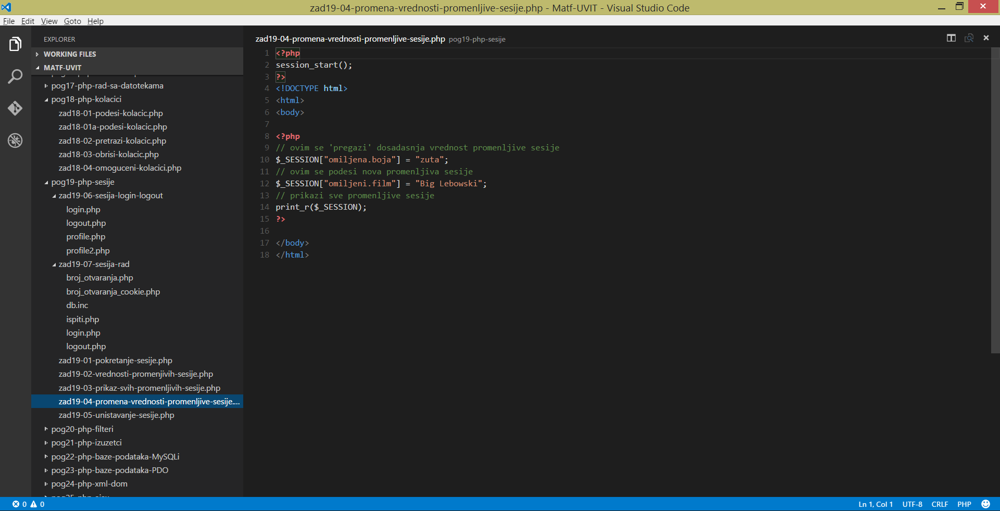 zad19-04-promena-vrednosti-promenljive-sesije.php - Matf-UVIT - Visual Studio Code
File Edit View Goto Help
EXPLORER
WORKING FILES
MATF-UVIT
pog17-php-rad-sa-datotekama
pog18-php-kolacici
zad18-01-podesi-kolacic.php
zad18-01a-podesi-kolacic.php
zad18-02-pretrazi-kolacic.php
zad18-03-obrisi-kolacic.php
zad18-04-omoguceni-kolacici.php
pog19-php-sesije
zad19-06-sesija-login-logout
login.php
logout.php
profile.php
profile2.php
zad19-07-sesija-rad
broj_otvaranja.php
broj_otvaranja_cookie.php
db.inc
ispiti.php
login.php
logout.php
zad19-01-pokretanje-sesije.php
zad19-02-vrednosti-promenjivih-sesije.php
zad19-03-prikaz-svih-promenljivih-sesije.php
zad19-04-promena-vrednosti-promenljive-sesije....
zad19-05-unistavanje-sesije.php
pog20-php-filteri
pog21-php-izuzetci
pog22-php-baze-podataka-MySQLi
pog23-php-baze-podataka-PDO
pog24-php-xml-dom
zad19-04-promena-vrednosti-promenljive-sesije.php pog19-php-sesije
1 <?php
2 session_start();
3 ?>
4 <!DOCTYPE html>
5 <html>
6 <body>
7
8 <?php
9 // ovim se 'pregazi' dosadasnja vrednost promenljive sesije
10 $_SESSION["omiljena.boja"] = "zuta";
11 // ovim se podesi nova promenljiva sesije
12 $_SESSION["omiljeni.film"] = "Big Lebowski";
13 // prikazi sve promenljive sesije
14 print_r($_SESSION);
15 ?>
16
17 </body>
18 </html>
0 0
Ln 1, Col 1 UTF-8 CRLF PHP